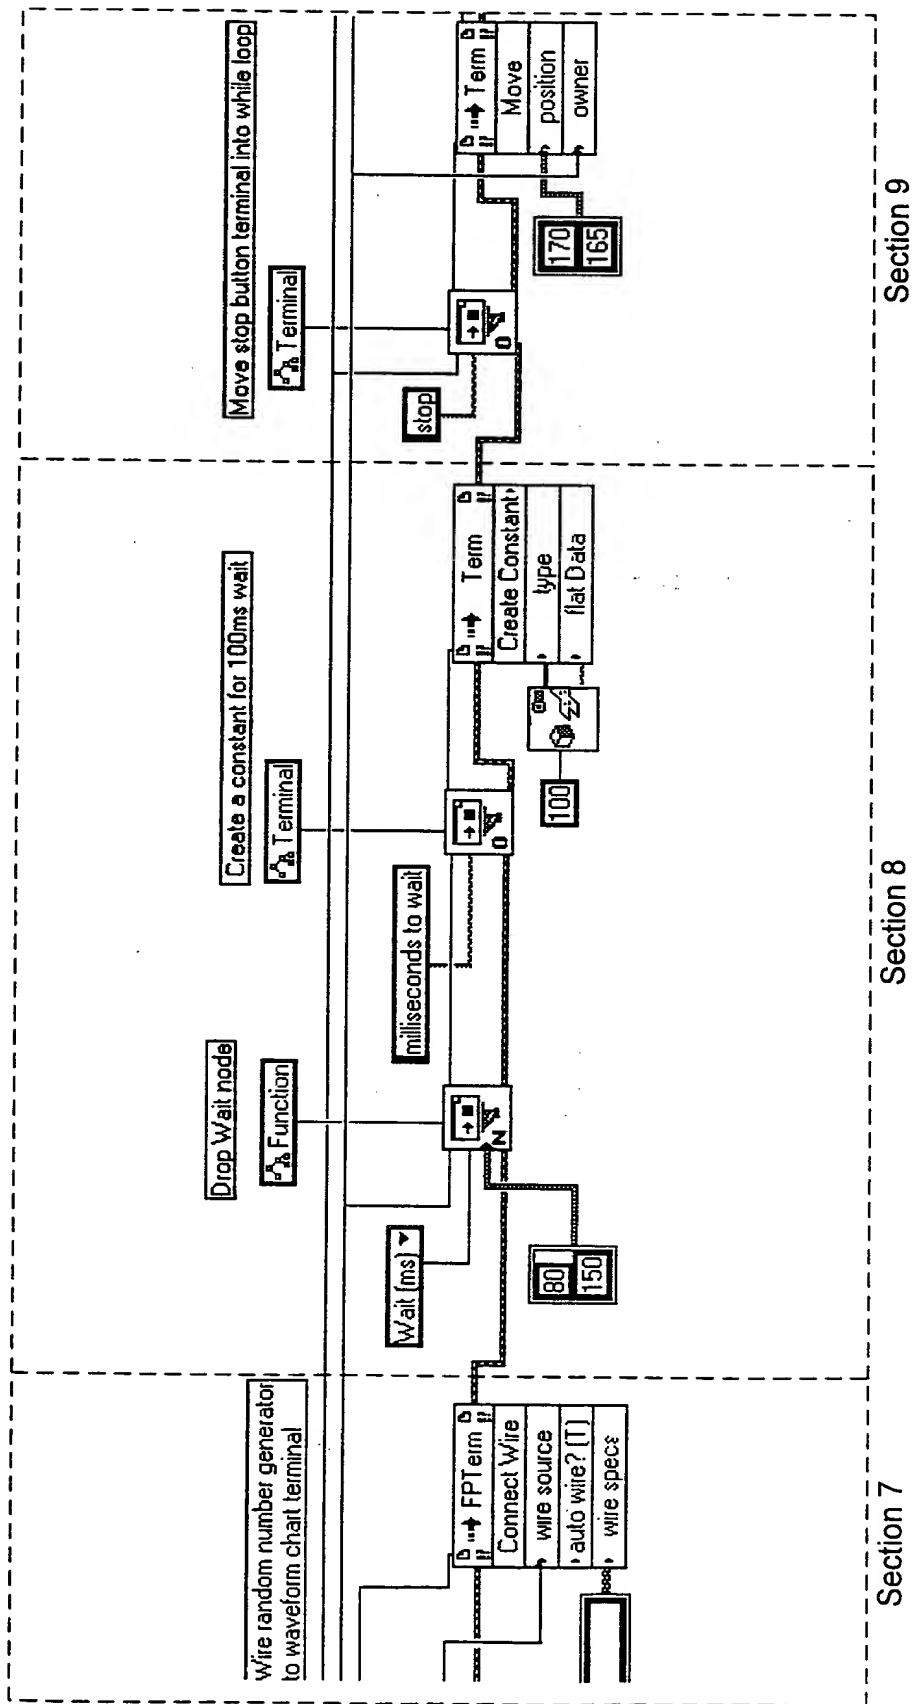 Wire random number generator
to waveform chart terminal
FPTerm
Connect Wire
wire source
auto wire? (T)
wire specs
Section 7
Drop Wait node
Function
Wait (ms)
80
150
N
Create a constant for 100ms wait
Terminal
milliseconds to wait
0
100
Term
Create Constant
type
flat Data
Section 8
Move stop button terminal into while loop
Terminal
stop
0
170
165
Term
Move
position
owner
Section 9